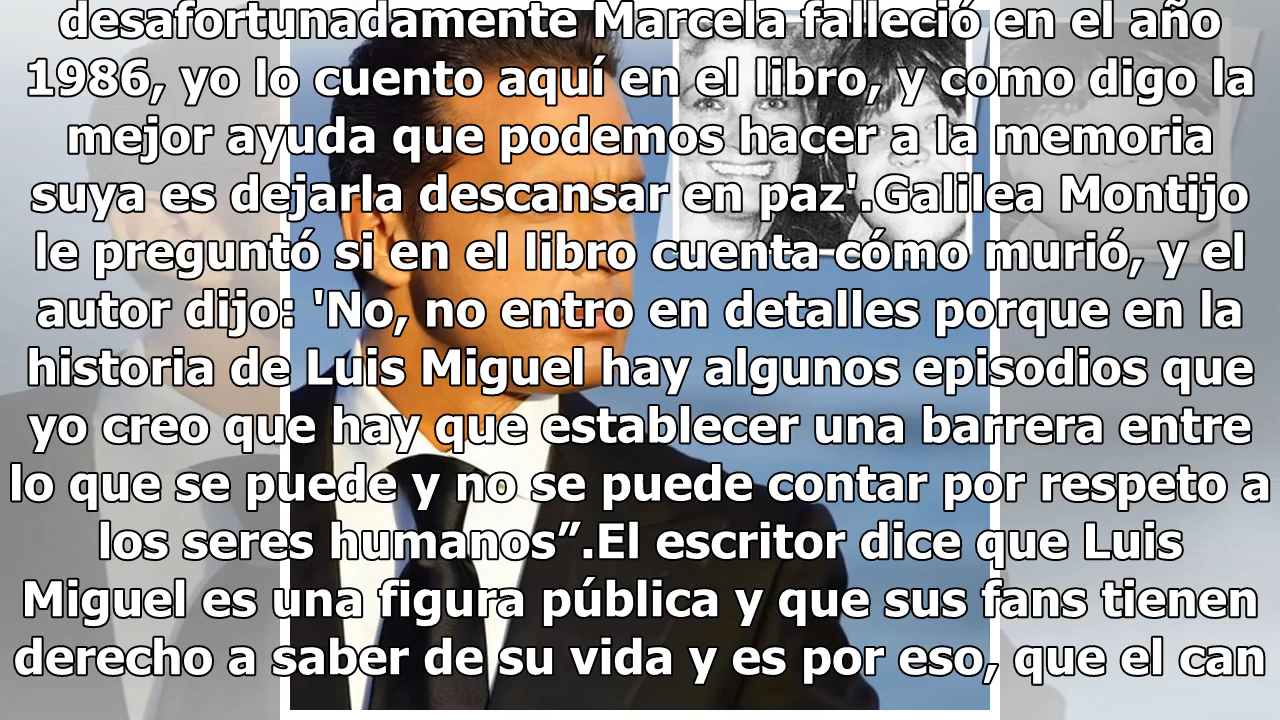 desafortunadamente Marcela falleció en el año
1986, yo lo cuento aquí en el libro, y como digo la
mejor ayuda que podemos hacer a la memoria
suya es dejarla descansar en paz'.Galilea Montijo
le preguntó si en el libro cuenta cómo murió, y el
autor dijo: 'No, no entro en detalles porque en la
historia de Luis Miguel hay algunos episodios que
yo creo que hay que establecer una barrera entre
lo que se puede y no se puede contar por respeto a
los seres humanos”.El escritor dice que Luis
Miguel es una figura pública y que sus fans tienen
derecho a saber de su vida y es por eso, que el can